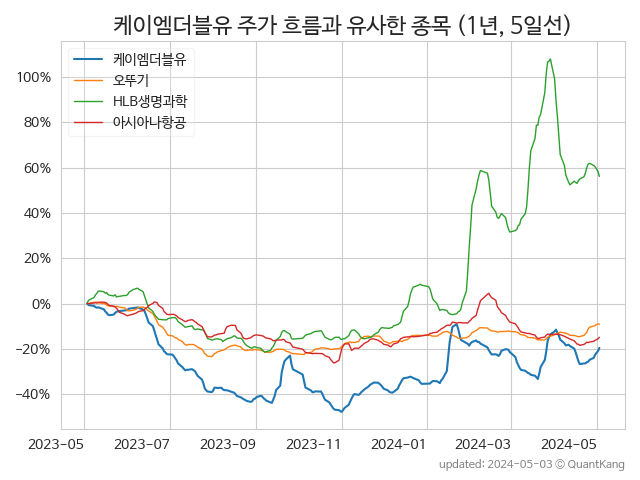 케이엠더블유 주가 흐름과 유사한 종목 (1년, 5일선)
케이엠더블유
오뚜기
HLB생명과학
아시아나항공
100%
80%
60%
40%
20%
0%
−20%
−40%
2023-05 2023-07 2023-09 2023-11 2024-01 2024-03 2024-05
updated: 2024-05-03 © QuantKang